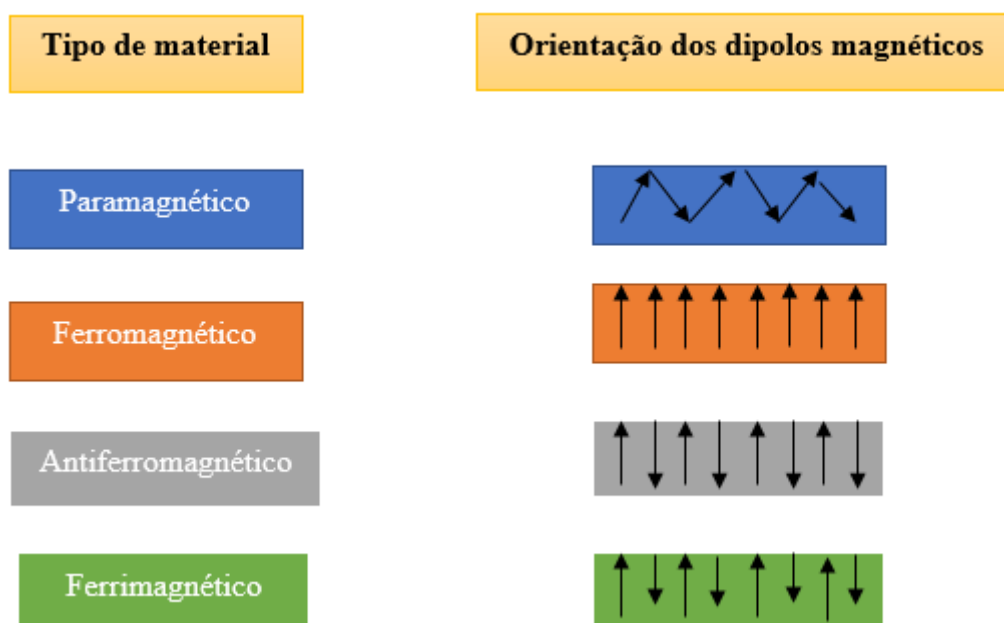 Tipo de material
Orientação dos dipolos magnéticos
Paramagnético
Ferromagnético
Antiferromagnético
Ferrimagnético